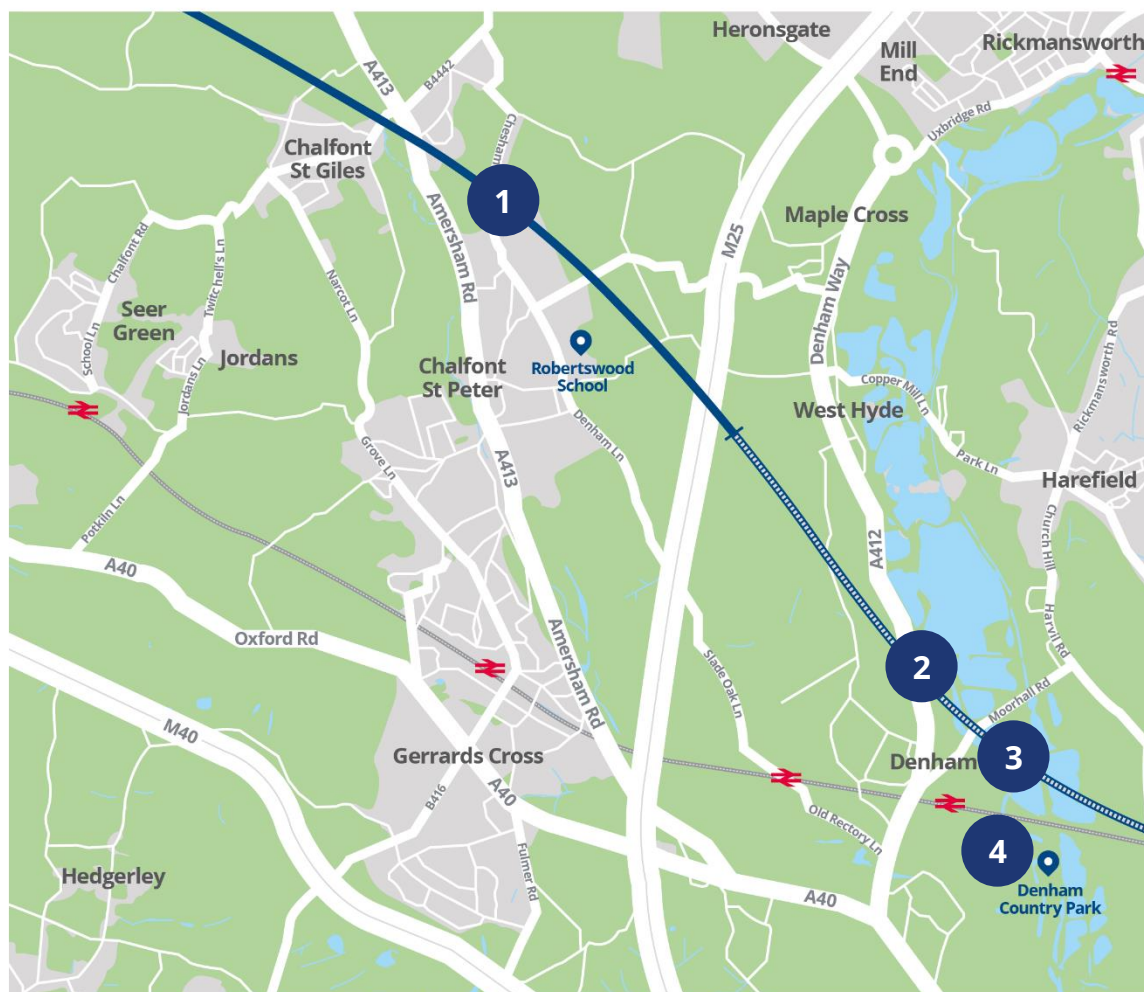 Heronsgate
Mill
End
Rickmansworth
A413
B4442
Uxbridge Rd
Chalfont
St Giles
Chesham
1
Maple Cross
Chalfont Rd
Twitchell's Ln
Narcot Ln
Amersham Rd
M25
Denham Way
Seer
Green
School Ln
Jordans
Jordans Ln
Chalfont
St Peter
Robertswood
School
Copper Mill Ln
Rickmansworth Rd
West Hyde
Denham Ln
Grove Ln
A413
Park Ln
Harefield
Potkiln Ln
Church Hill
A40
A412
Oxford Rd
Amersham Rd
Harvil Rd
2
Slade Oak Ln
Moorhall Rd
M40
Gerrards Cross
Denham
3
B416
A40
Old Rectory Ln
4
Fulmer Rd
Hedgerley
A40
Denham
Country Park